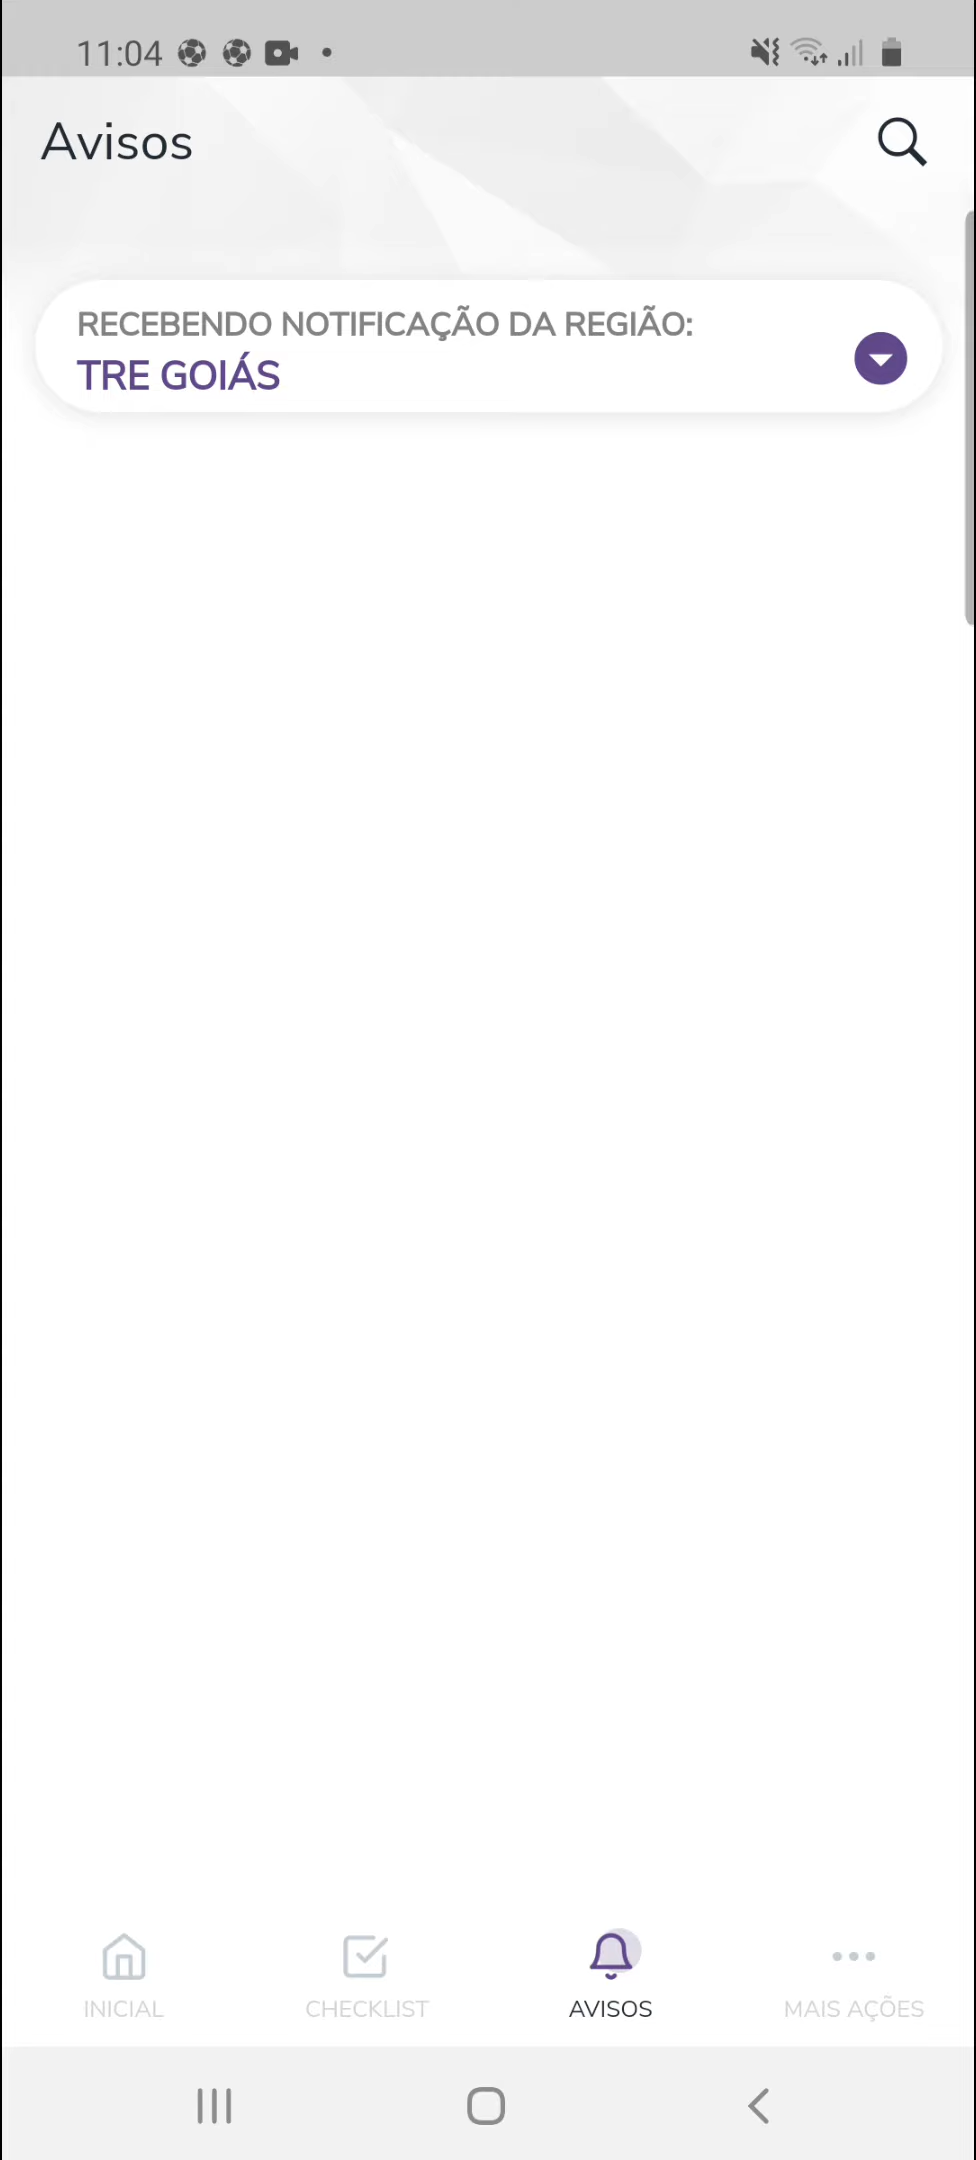 11:04
Avisos
RECEBENDO NOTIFICAÇÃO DA REGIÃO:
TRE GOIÁS
INICIAL
CHECKLIST
AVISOS
MAIS AÇÕES